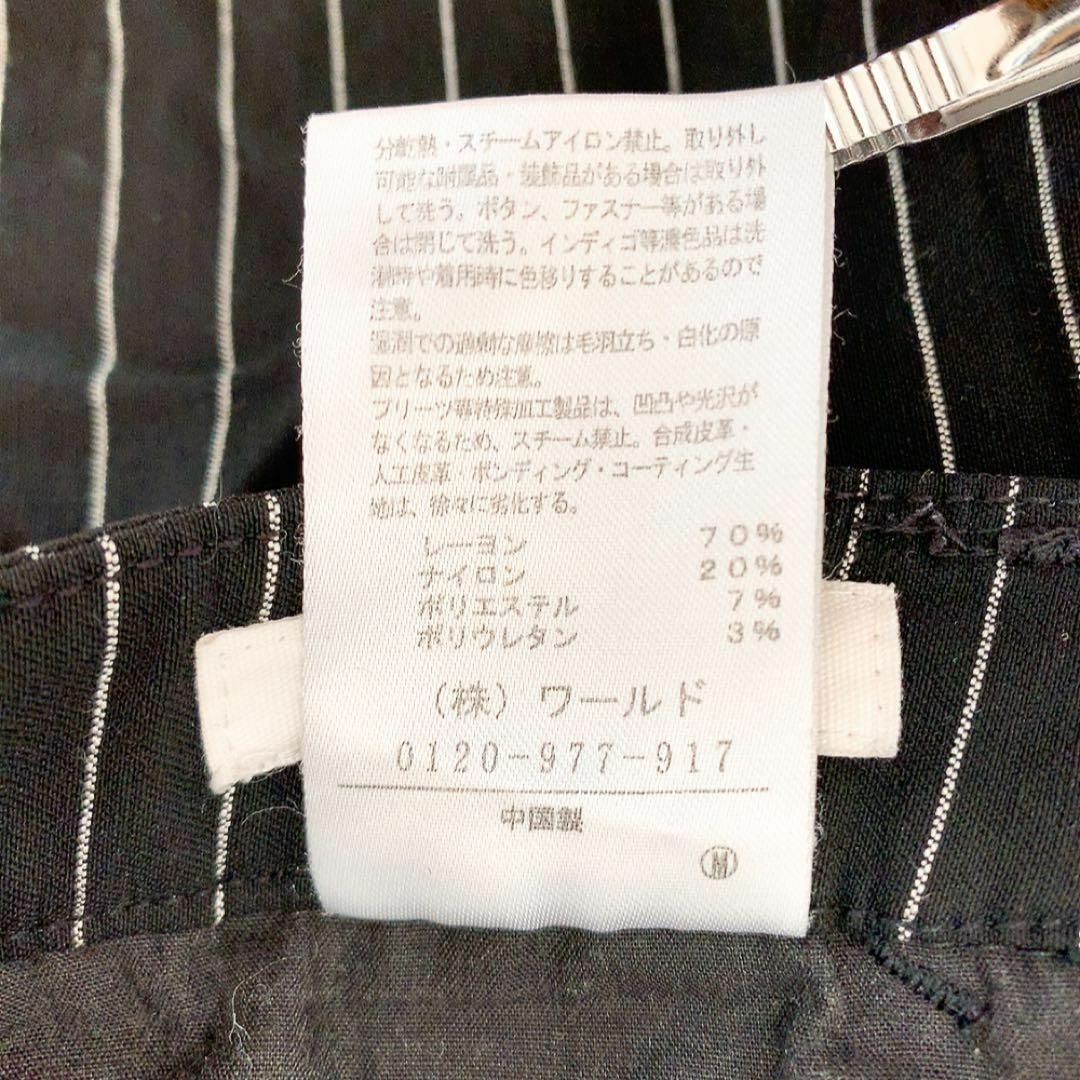 分散熱・スチームアイロン禁止。取り外し
可能な附属品・装飾品がある場合は取り外
して洗う。ボタン、ファスナー等がある場
合は閉じて洗う。インディゴ等濃色品は洗
濯時や着用時に色移りすることがあるので
注意。
湿潤での過剰な摩擦は毛羽立ち・白化の原
因となるため注意。
プリーツ等特殊加工製品は、凹凸や光沢が
なくなるため、スチーム禁止。合成皮革・
人工皮革・ボンディング・コーティング生
地は、徐々に劣化する。
レーヨン 70%
ナイロン 20%
ポリエステル 7%
ポリウレタン 3%
（株）ワールド
0120-977-917
中国製
Ⓜ